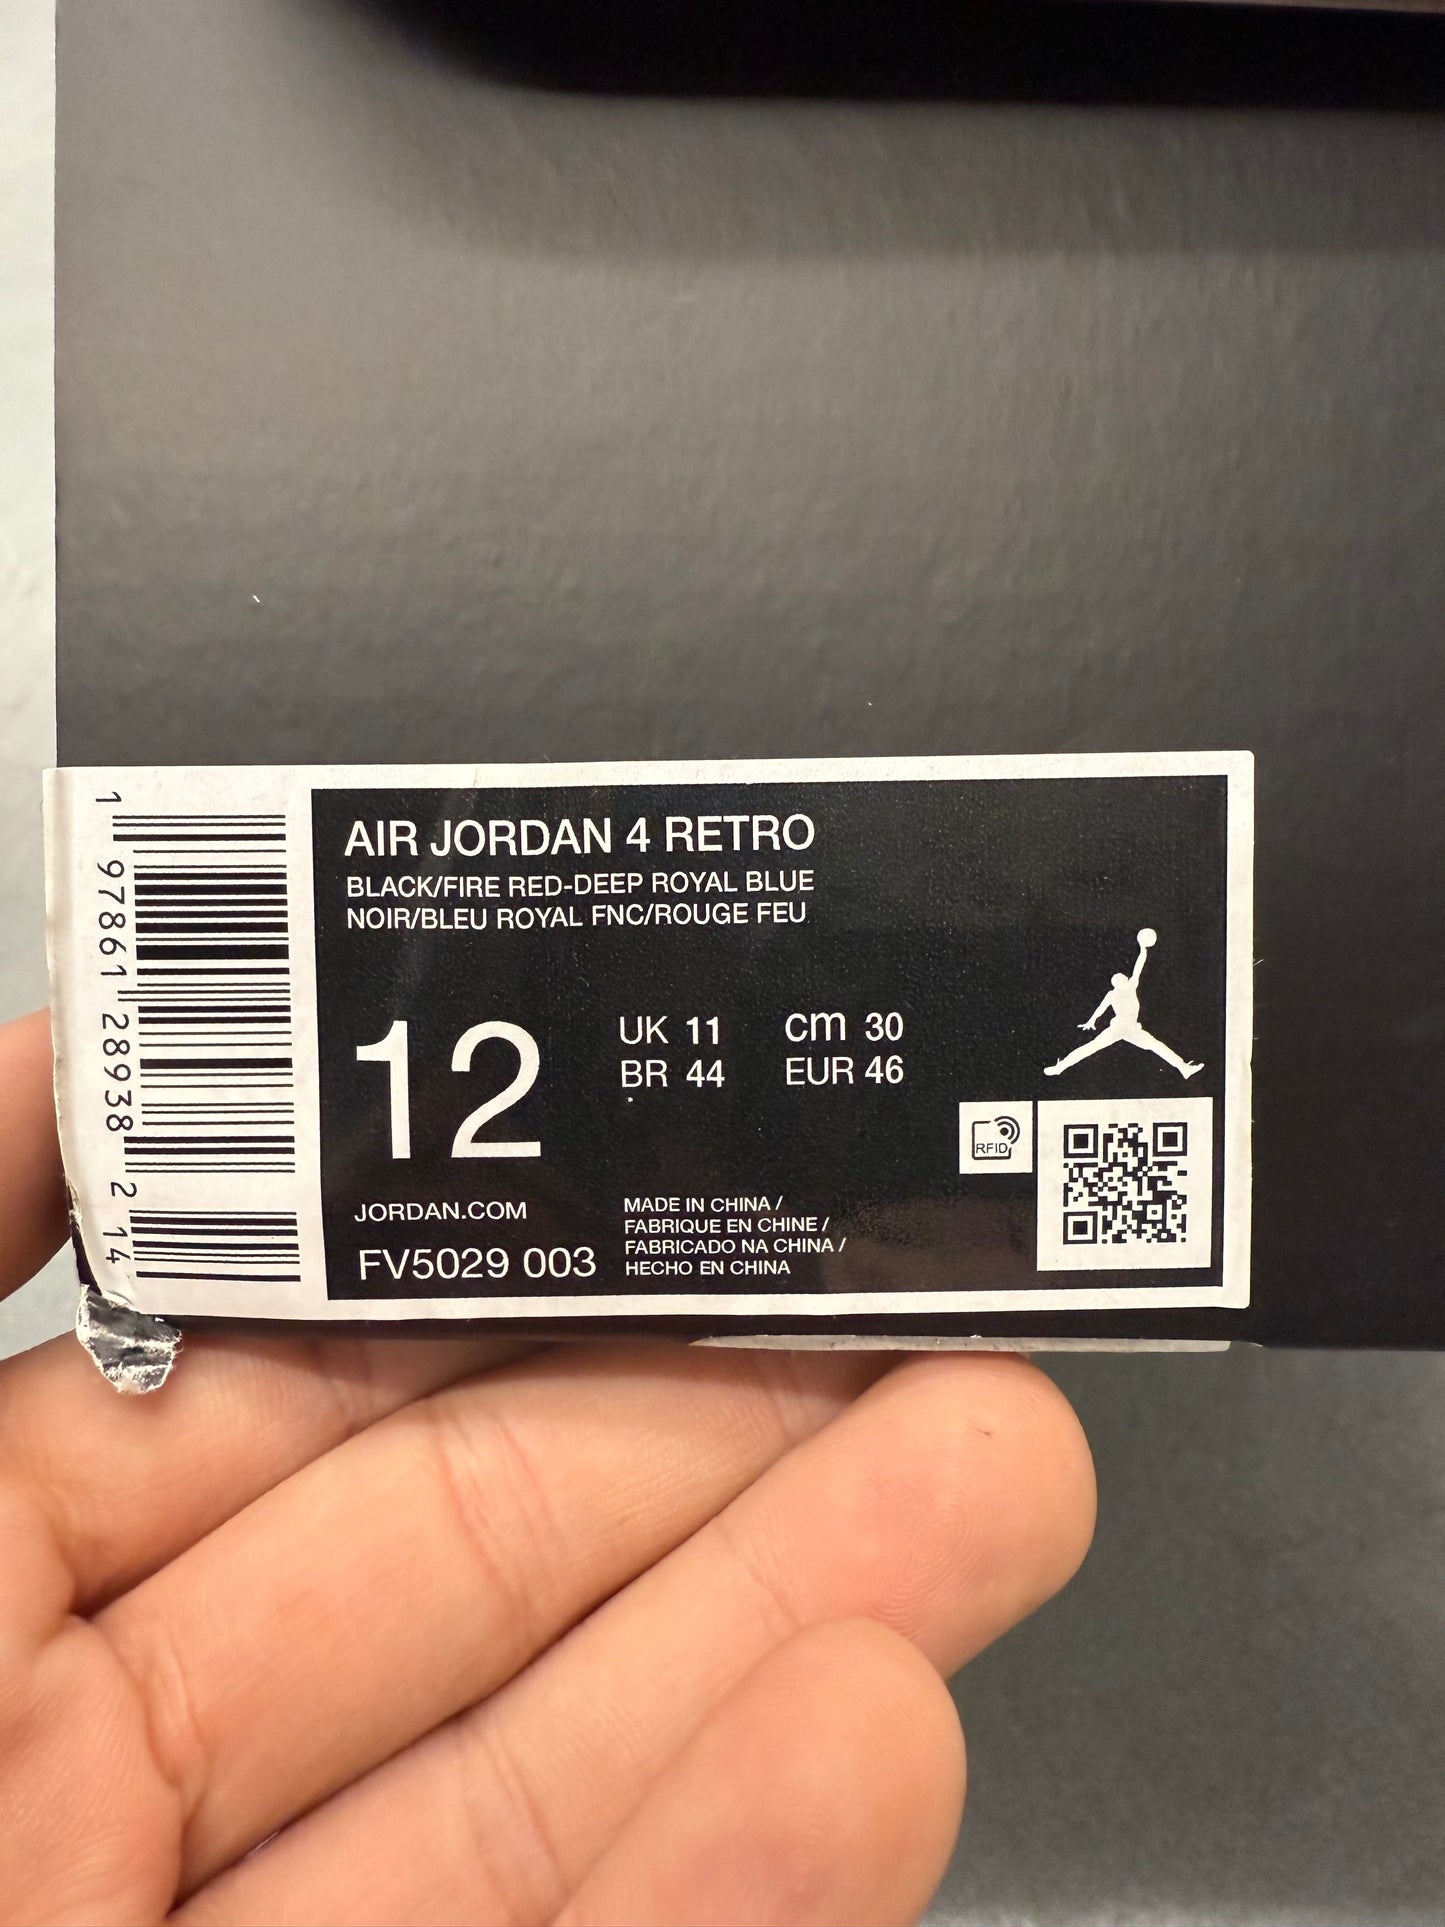 1 97861 28938 2 14
AIR JORDAN 4 RETRO
BLACK/FIRE RED-DEEP ROYAL BLUE
NOIR/BLEU ROYAL FNC/ROUGE FEU
12
UK 11
cm 30
BR 44
EUR 46
RFID
JORDAN.COM
FV5029 003
MADE IN CHINA /
FABRIQUE EN CHINE /
FABRICADO NA CHINA /
HECHO EN CHINA